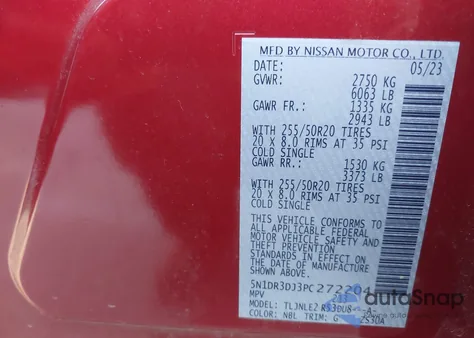 MFD BY NISSAN MOTOR CO., LTD.
DATE: 05/23
GVWR: 2750 KG
6063 LB
GAWR FR.: 1335 KG
2943 LB
WITH 255/50R20 TIRES
20 x 8.0 RIMS AT 35 PSI
COLD SINGLE
GAWR RR.: 1530 KG
3373 LB
WITH 255/50R20 TIRES
20 x 8.0 RIMS AT 35 PSI
COLD SINGLE
THIS VEHICLE CONFORMS TO
ALL APPLICABLE FEDERAL
MOTOR VEHICLE SAFETY AND
THEFT PREVENTION
STANDARDS IN EFFECT ON
THE DATE OF MANUFACTURE
SHOWN ABOVE.
MPV
MODEL:
COLOR: NBL TRIM: G
autoSnap